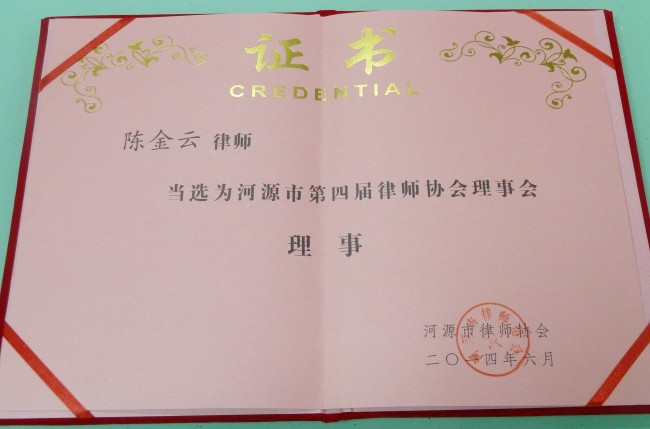 证书
CREDENTIAL
陈金云 律师
当选为河源市第四届律师协会理事会
理 事
河源市律师协会
二〇一四年六月